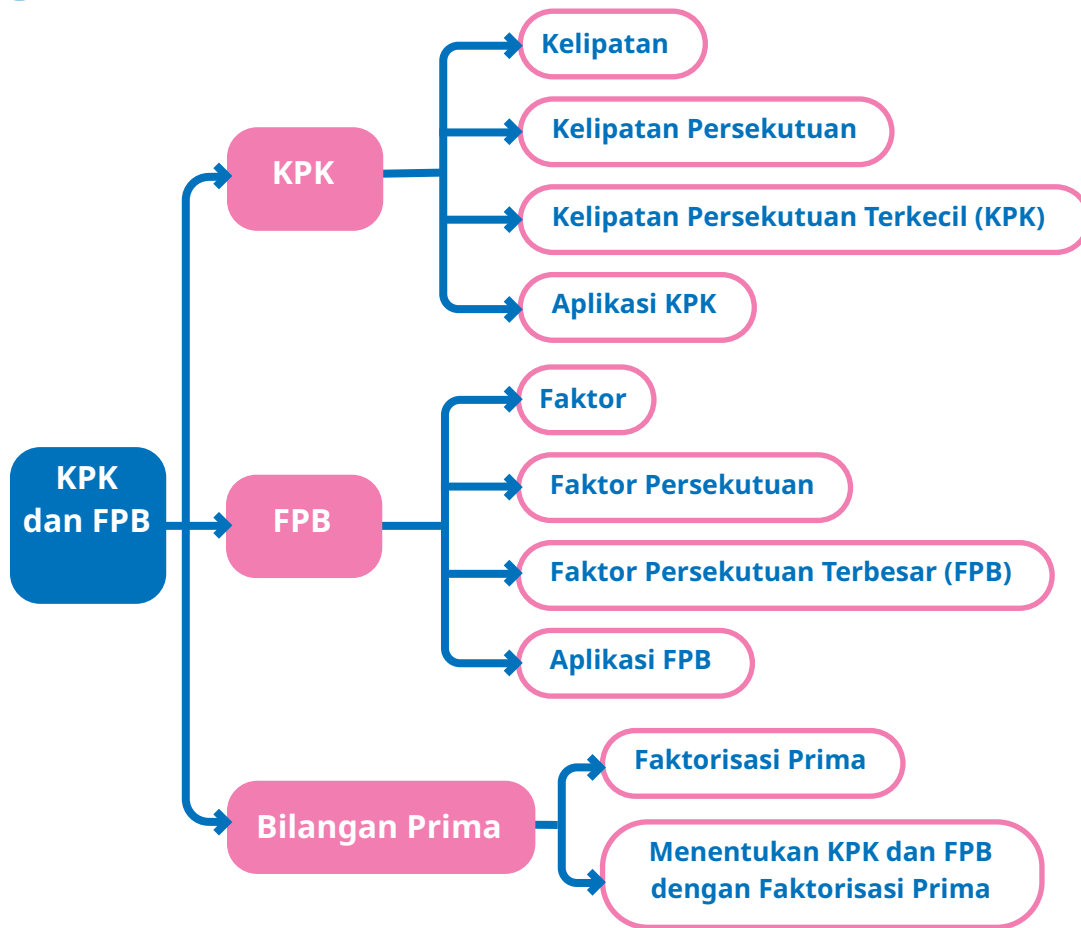 KPK
dan FPB
KPK
Kelipatan
Kelipatan Persekutuan
Kelipatan Persekutuan Terkecil (KPK)
Aplikasi KPK
FPB
Faktor
Faktor Persekutuan
Faktor Persekutuan Terbesar (FPB)
Aplikasi FPB
Bilangan Prima
Faktorisasi Prima
Menentukan KPK dan FPB
dengan Faktorisasi Prima